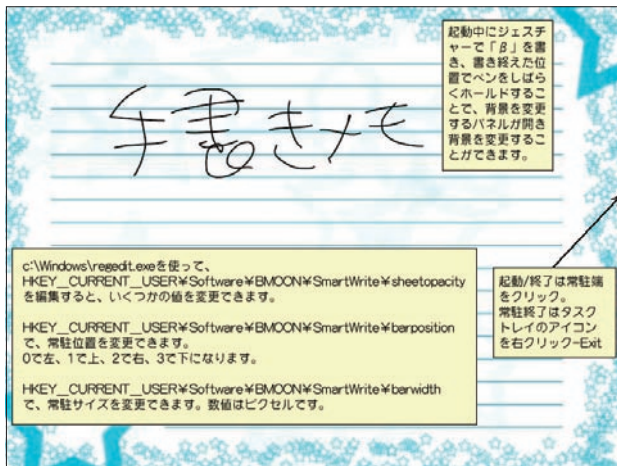 手書きメモ
起動中にジェスチ
ャーで「β」を書
き、書き終えた位
置でペンをしばら
くホールドするこ
とで、背景を変更
するパネルが開き
背景を変更するこ
とができます。
c:\Windows\regedit.exeを使って、
HKEY_CURRENT_USER¥Software¥BMOON¥SmartWrite¥sheetopacity
を編集すると、いくつかの値を変更できます。
HKEY_CURRENT_USER¥Software¥BMOON¥SmartWrite¥barposition
で、常駐位置を変更できます。
0で左、1で上、2で右、3で下になります。
HKEY_CURRENT_USER¥Software¥BMOON¥SmartWrite¥barwidth
で、常駐サイズを変更できます。数値はピクセルです。
起動/終了は常駐端
をクリック。
常駐終了はタスク
トレイのアイコン
を右クリック-Exit